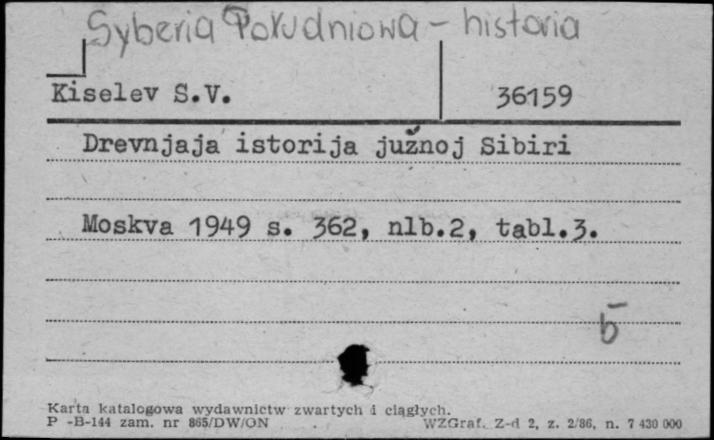 Syberia Południowa - historia
Kiselev S.V. 36159
Drevnjaja istorija južnoj Sibiri
Moskva 1949 s. 362, nlb.2, tabl.3.
Karta katalogowa wydawnictw zwartych i ciągłych.
P -B-144 zam. nr 865/DW/ON WZGraf. Z-d 2, z. 2/86, n. 7 430 000